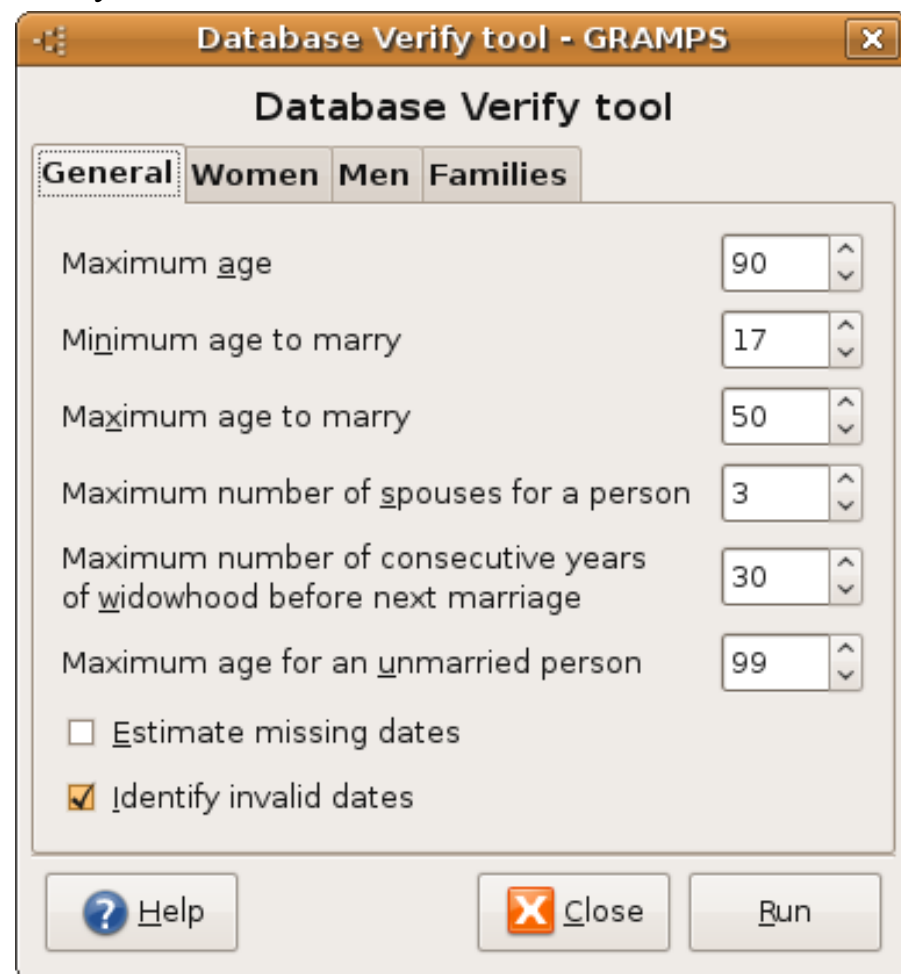 Database Verify tool - GRAMPS
Database Verify tool
General Women Men Families
Maximum age 90
Minimum age to marry 17
Maximum age to marry 50
Maximum number of spouses for a person 3
Maximum number of consecutive years
of widowhood before next marriage 30
Maximum age for an unmarried person 99
Estimate missing dates
Identify invalid dates
Help Close Run